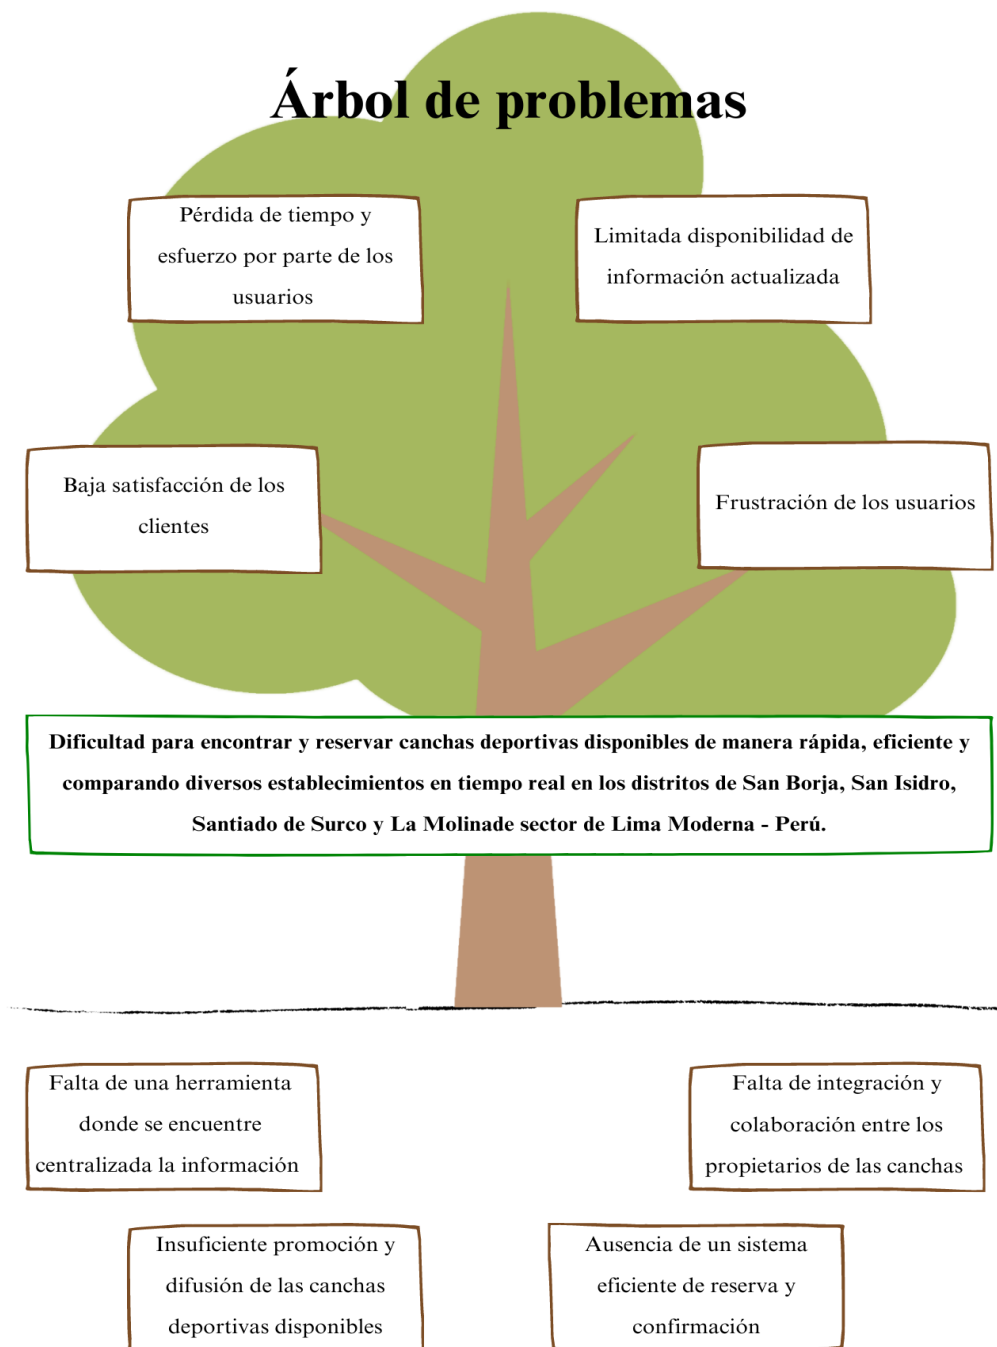 Árbol de problemas
Pérdida de tiempo y
esfuerzo por parte de los
usuarios
Limitada disponibilidad de
información actualizada
Baja satisfacción de los
clientes
Frustración de los usuarios
Dificultad para encontrar y reservar canchas deportivas disponibles de manera rápida, eficiente y
comparando diversos establecimientos en tiempo real en los distritos de San Borja, San Isidro,
Santiado de Surco y La Molinade sector de Lima Moderna - Perú.
Falta de una herramienta
donde se encuentre
centralizada la información
Falta de integración y
colaboración entre los
propietarios de las canchas
Insuficiente promoción y
difusión de las canchas
deportivas disponibles
Ausencia de un sistema
eficiente de reserva y
confirmación